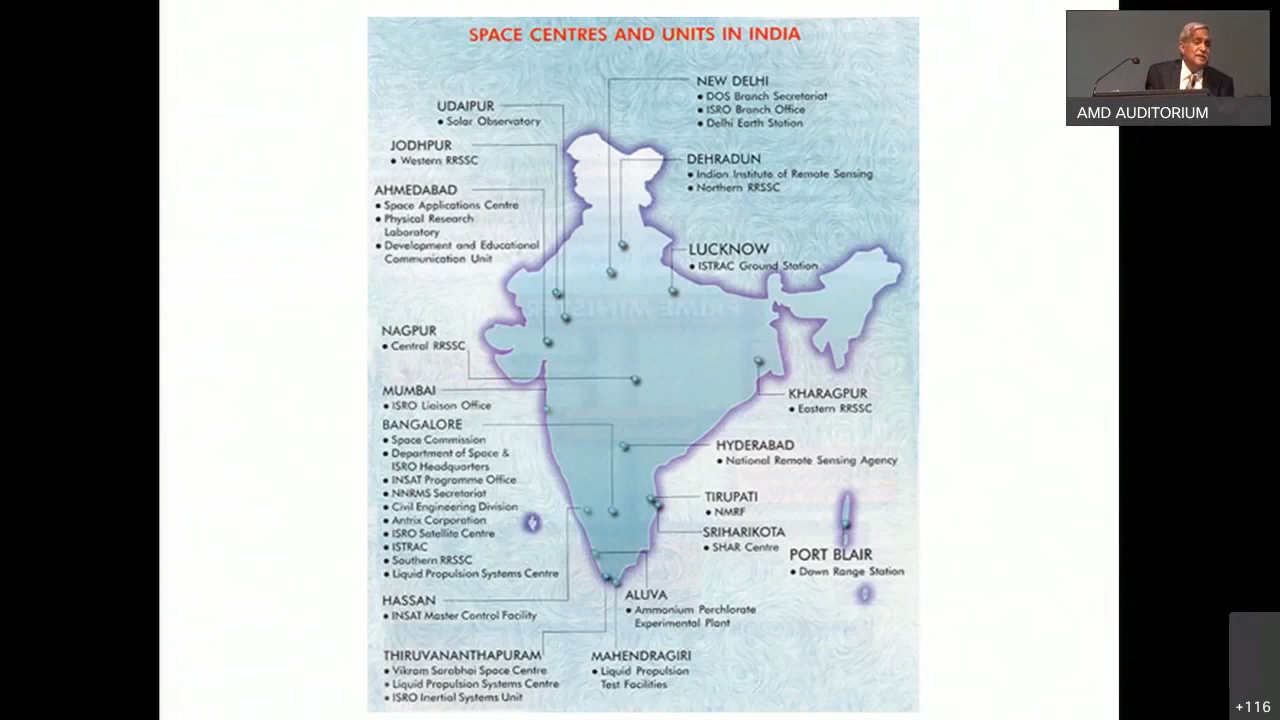 SPACE CENTRES AND UNITS IN INDIA
UDAIPUR
• Solar Observatory
JODHPUR
• Western RRSSC
AHMEDABAD
• Space Applications Centre
• Physical Research
Laboratory
• Development and Educational
Communication Unit
NAGPUR
• Central RRSSC
MUMBAI
• ISRO Liaison Office
BANGALORE
• Space Commission
• Department of Space &
ISRO Headquarters
• INSAT Programme Office
• NNRMS Secretariat
• Civil Engineering Division
• Antrix Corporation
• ISRO Satellite Centre
• ISTRAC
• Southern RRSSC
• Liquid Propulsion Systems Centre
HASSAN
• INSAT Master Control Facility
THIRUVANANTHAPURAM
• Vikram Sarabhai Space Centre
• Liquid Propulsion Systems Centre
• ISRO Inertial Systems Unit
NEW DELHI
• DOS Branch Secretariat
• ISRO Branch Office
• Delhi Earth Station
DEHRADUN
• Indian Institute of Remote Sensing
• Northern RRSSC
LUCKNOW
• ISTRAC Ground Station
PRIME MINISTER
KHARAGPUR
• Eastern RRSSC
HYDERABAD
• National Remote Sensing Agency
TIRUPATI
• NMRF
SRIHARIKOTA
• SHAR Centre
PORT BLAIR
• Down Range Station
ALUVA
• Ammonium Perchlorate
Experimental Plant
MAHENDRAGIRI
• Liquid Propulsion
Test Facilities
AMD AUDITORIUM
+116